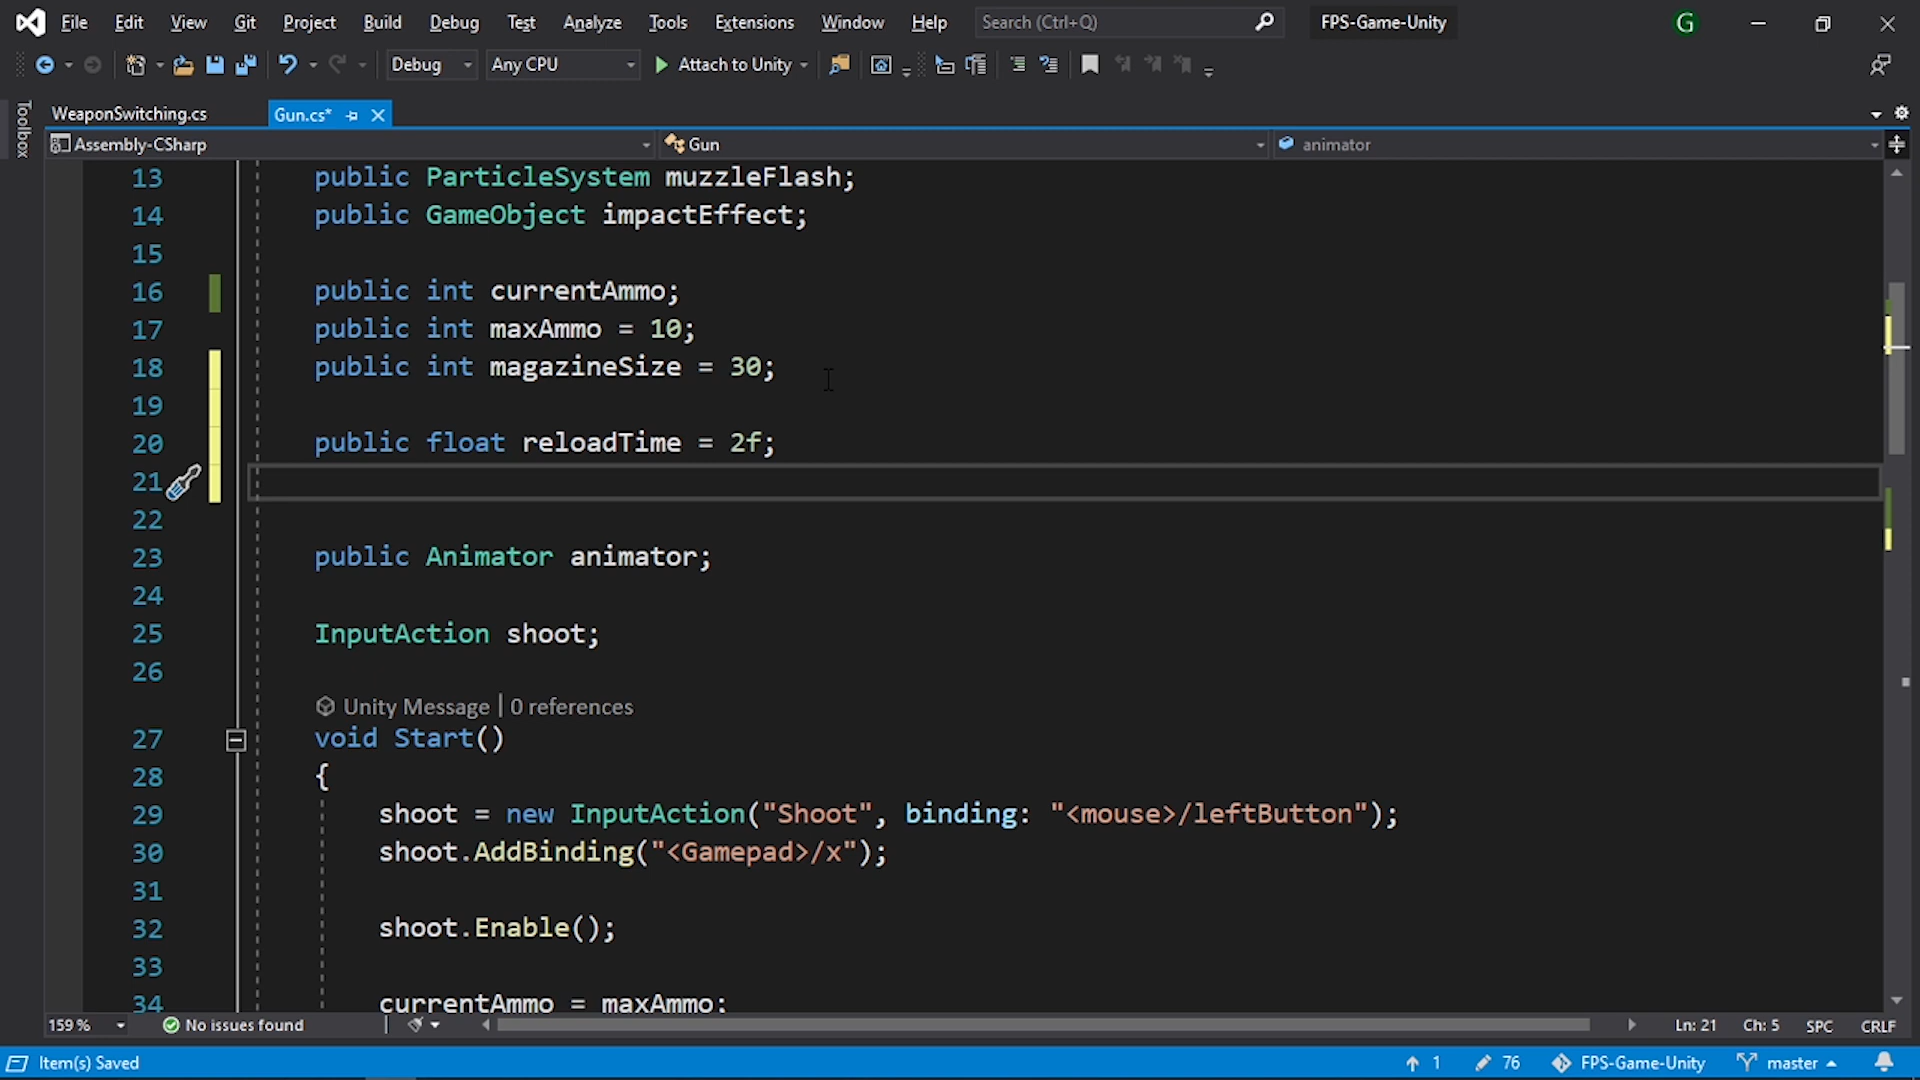 File Edit View Git Project Build Debug Test Analyze Tools Extensions Window Help Search (Ctrl+Q) FPS-Game-Unity G
Debug Any CPU Attach to Unity
Toolbox
WeaponSwitching.cs Gun.cs*
Assembly-CSharp Gun animator
13 public ParticleSystem muzzleFlash;
14 public GameObject impactEffect;
15
16 public int currentAmmo;
17 public int maxAmmo = 10;
18 public int magazineSize = 30;
19
20 public float reloadTime = 2f;
21
22
23 public Animator animator;
24
25 InputAction shoot;
26
Unity Message | 0 references
27 void Start()
28 {
29 shoot = new InputAction("Shoot", binding: "<mouse>/leftButton");
30 shoot.AddBinding("<Gamepad>/x");
31
32 shoot.Enable();
33
34 currentAmmo = maxAmmo;
159 % No issues found Ln: 21 Ch: 5 SPC CRLF
Item(s) Saved 1 76 FPS-Game-Unity master